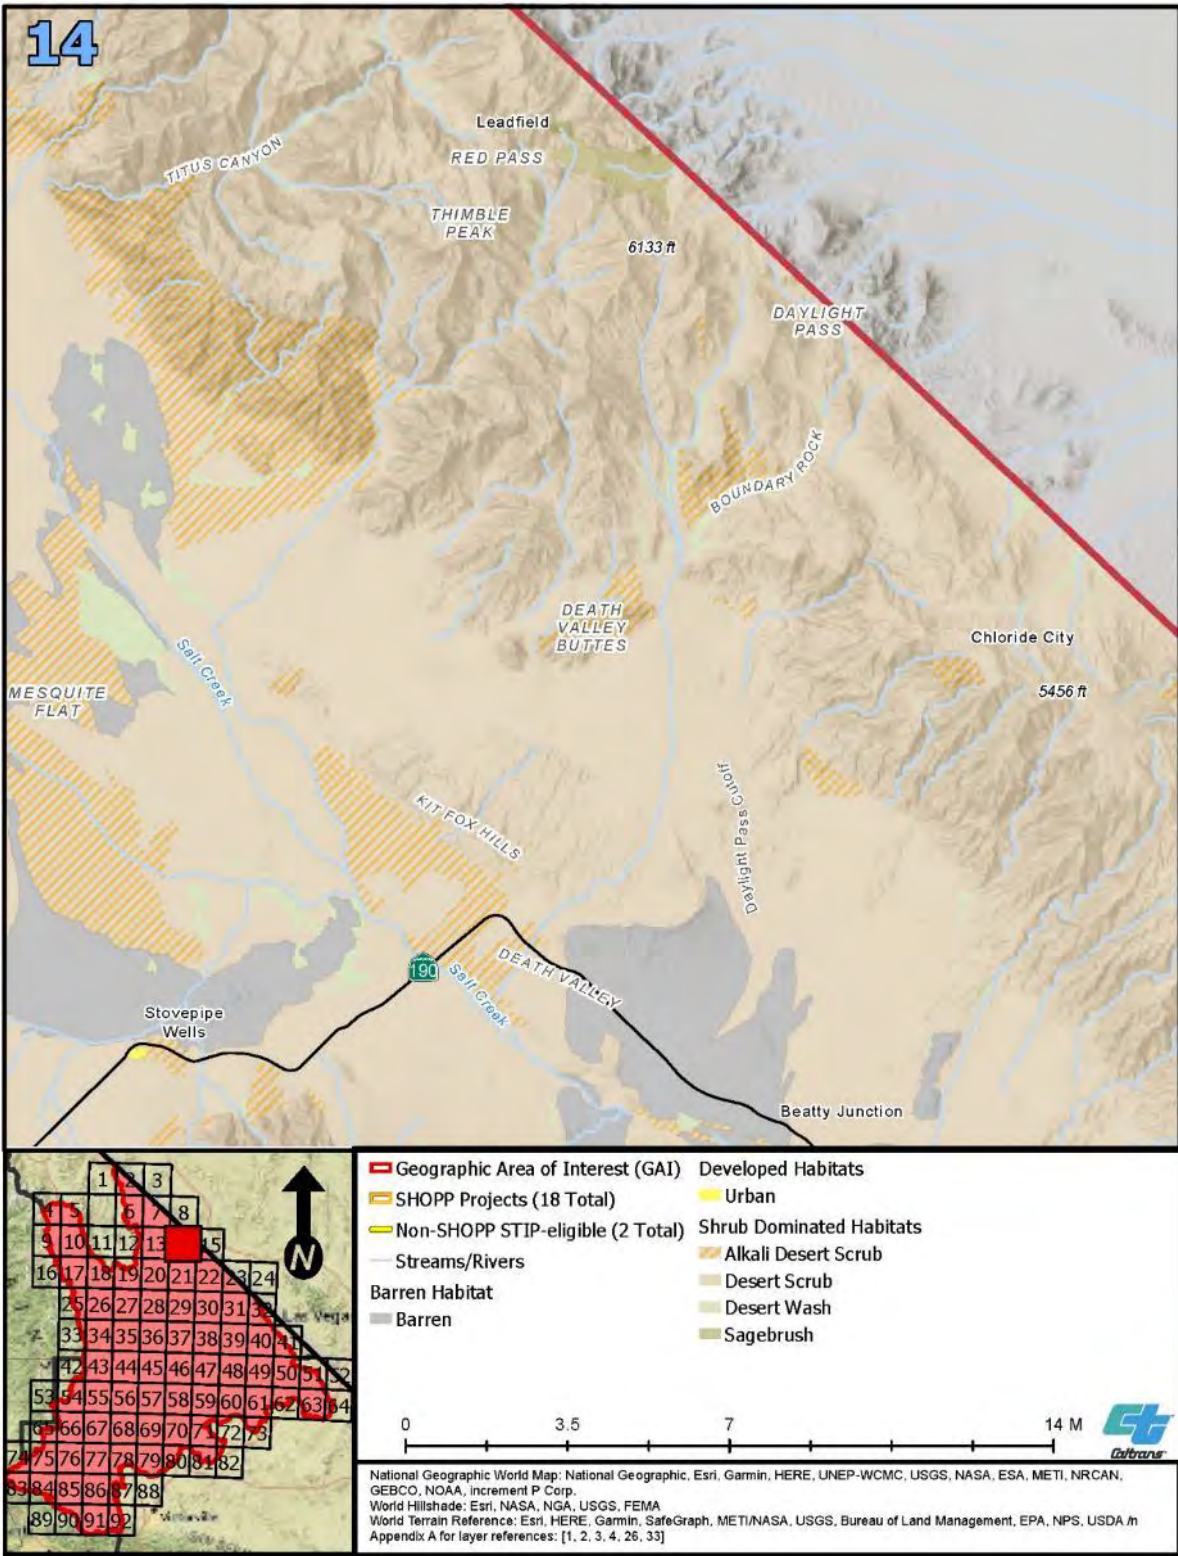 14
Leadfield
TITUS CANYON
RED PASS
THIMBLE
PEAK
6133 ft
DAYLIGHT
PASS
BOUNDARY ROCK
DEATH
VALLEY
BUTTES
Chloride City
Salt Creek
MESQUITE
FLAT
5456 ft
Daylight Pass Cutoff
KIT FOX HILLS
190
DEATH VALLEY
Salt Creek
Stovepipe
Wells
Beatty Junction
1 2 3
4 5 6 7 8
9 10 11 12 13 15
16 17 18 19 20 21 22 23 24
25 26 27 28 29 30 31 32
Las Vegas
33 34 35 36 37 38 39 40 41
42 43 44 45 46 47 48 49 50 51 52
53 54 55 56 57 58 59 60 61 62 63 64
65 66 67 68 69 70 71 72 73
74 75 76 77 78 79 80 81 82
83 84 85 86 87 88
89 90 91 92
N
Geographic Area of Interest (GAI)
SHOPP Projects (18 Total)
Non-SHOPP STIP-eligible (2 Total)
Streams/Rivers
Barren Habitat
Barren
Developed Habitats
Urban
Shrub Dominated Habitats
Alkali Desert Scrub
Desert Scrub
Desert Wash
Sagebrush
0 3.5 7 14 M
Caltrans
National Geographic World Map: National Geographic, Esri, Garmin, HERE, UNEP-WCMC, USGS, NASA, ESA, METI, NRCAN,
GEBCO, NOAA, increment P Corp.
World Hillshade: Esri, NASA, NGA, USGS, FEMA
World Terrain Reference: Esri, HERE, Garmin, SafeGraph, METI/NASA, USGS, Bureau of Land Management, EPA, NPS, USDA /n
Appendix A for layer references: [1, 2, 3, 4, 26, 33]